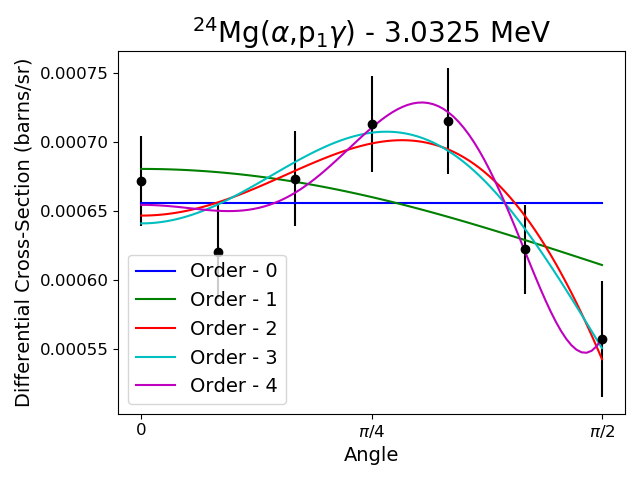 ²⁴Mg(α,p₁γ) - 3.0325 MeV
Differential Cross-Section (barns/sr)
0.00075
0.00070
0.00065
0.00060
0.00055
Order - 0
Order - 1
Order - 2
Order - 3
Order - 4
0
π/4
π/2
Angle